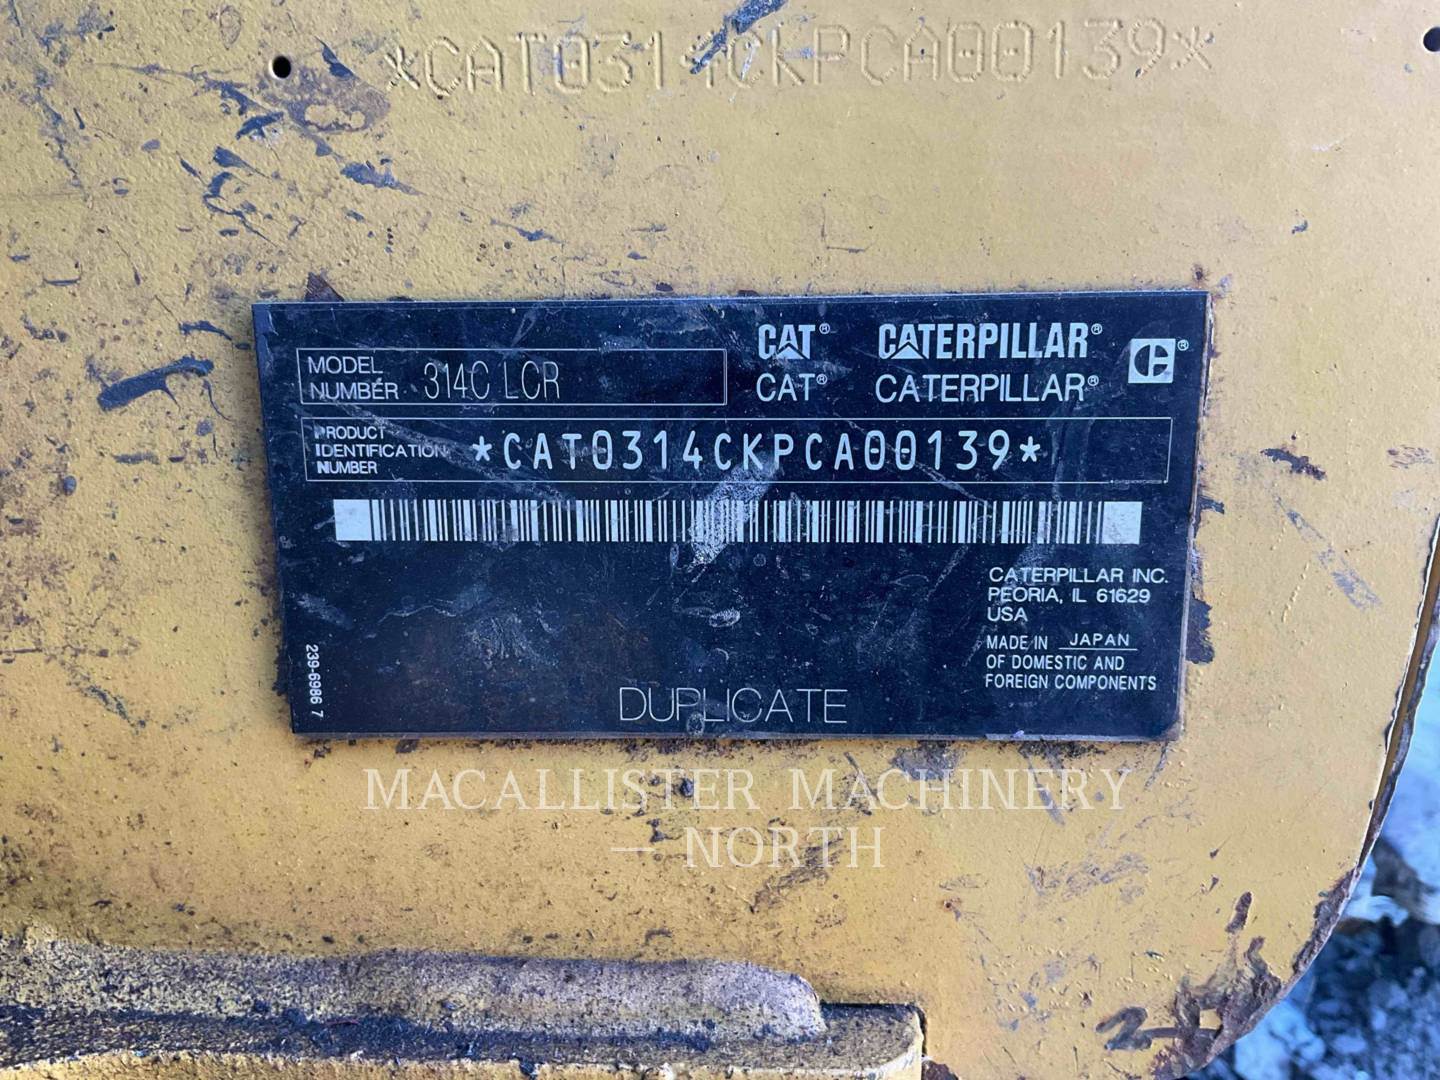 *CAT0314CKPCA00139*
MODEL
NUMBER 314C LCR
CAT® CATERPILLAR®
CAT® CATERPILLAR®
C®
PRODUCT
IDENTIFICATION
NUMBER
*CAT0314CKPCA00139*
CATERPILLAR INC.
PEORIA, IL 61629
USA
MADE IN JAPAN
OF DOMESTIC AND
FOREIGN COMPONENTS
239-6986 7
DUPLICATE
MACALLISTER MACHINERY
— NORTH